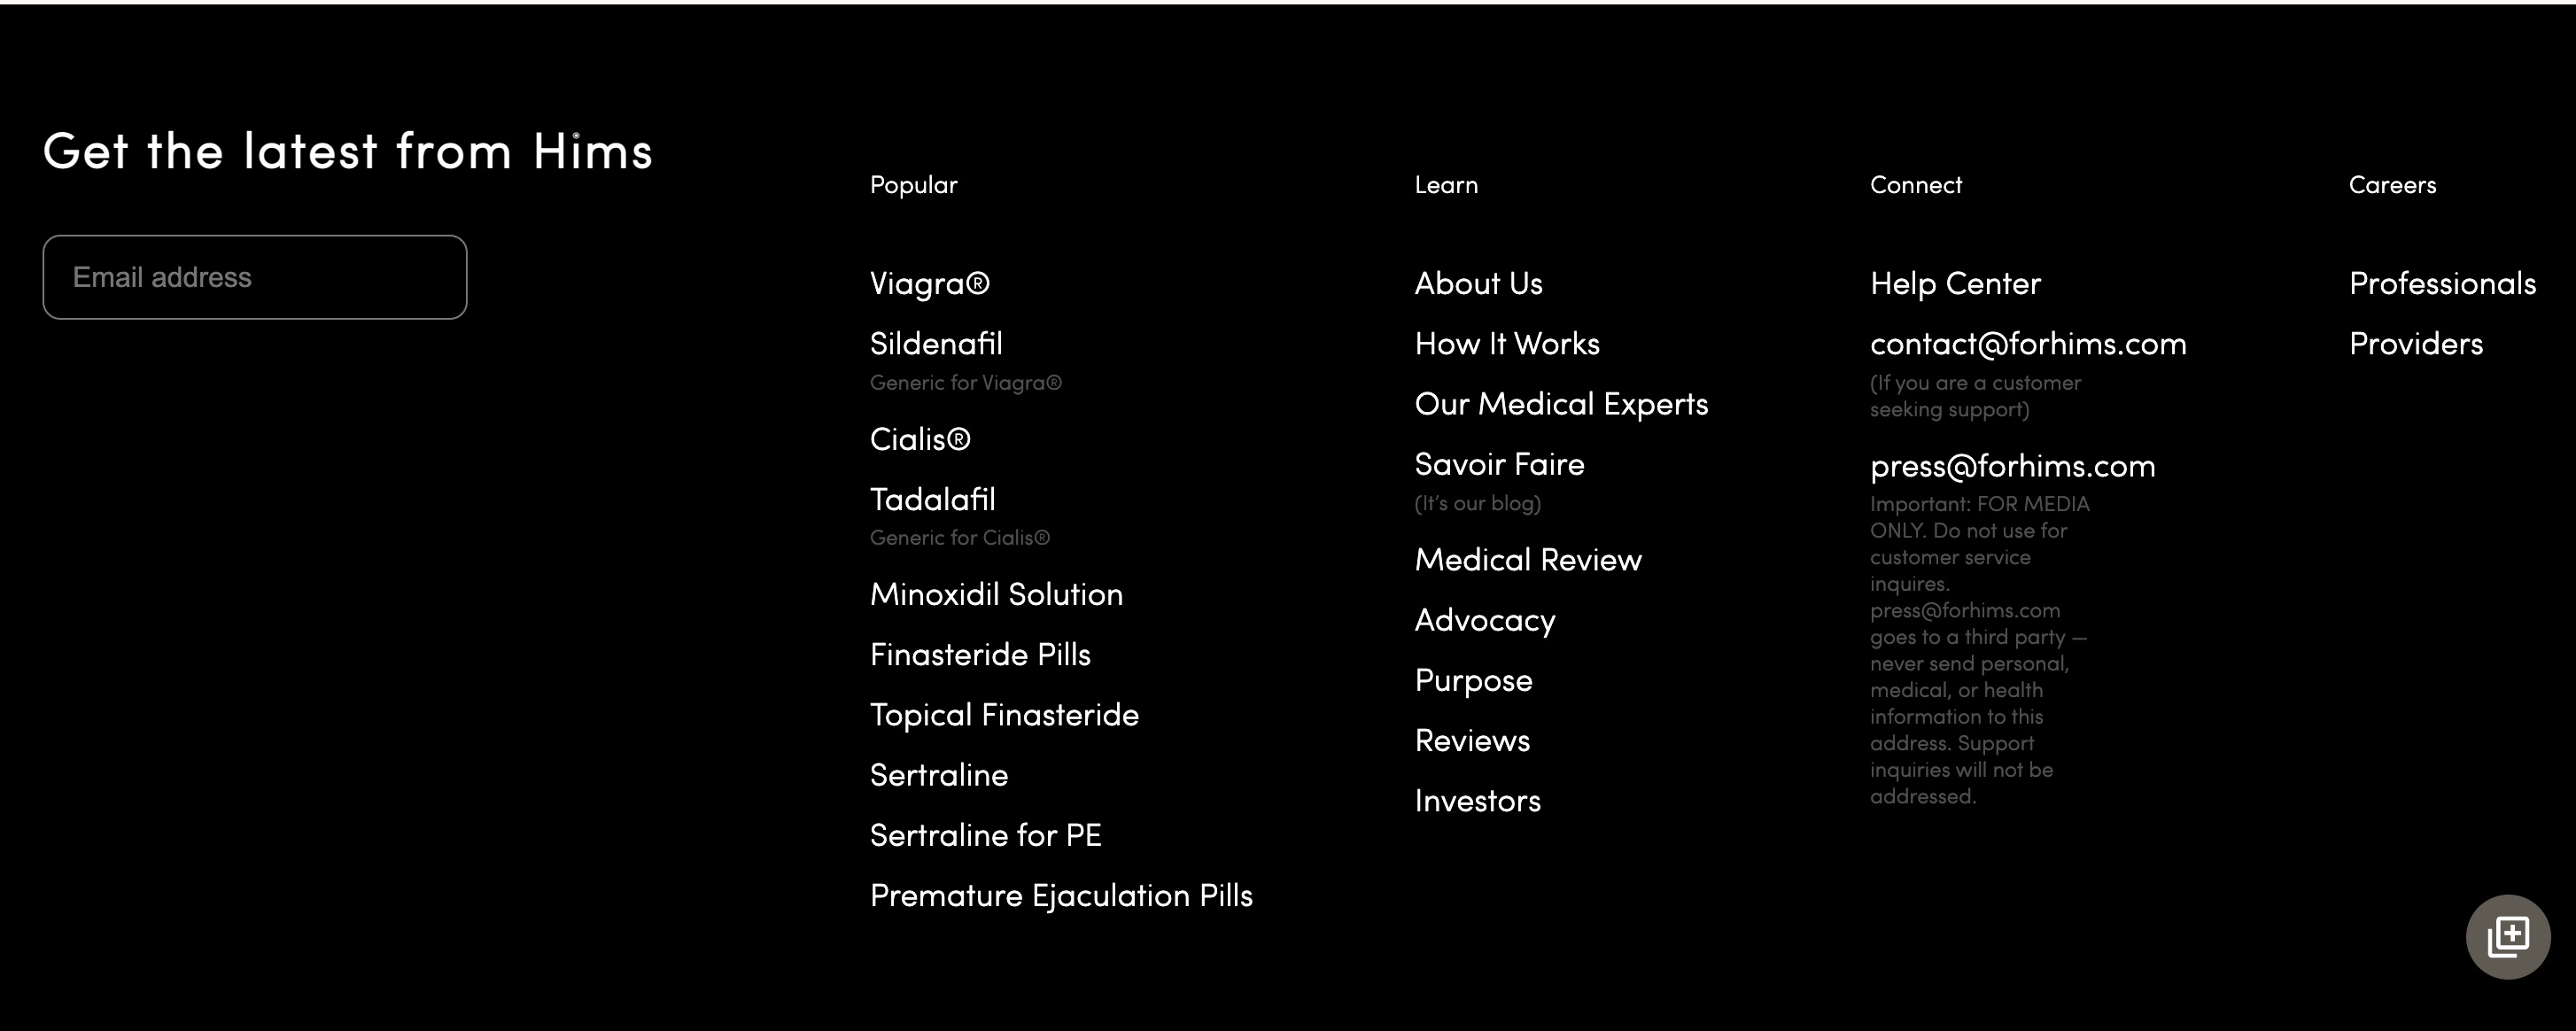 Get the latest from Hims
Email address
Popular
Viagra®
Sildenafil
Generic for Viagra®
Cialis®
Tadalafil
Generic for Cialis®
Minoxidil Solution
Finasteride Pills
Topical Finasteride
Sertraline
Sertraline for PE
Premature Ejaculation Pills
Learn
About Us
How It Works
Our Medical Experts
Savoir Faire
(It’s our blog)
Medical Review
Advocacy
Purpose
Reviews
Investors
Connect
Help Center
contact@forhims.com
(If you are a customer
seeking support)
press@forhims.com
Important: FOR MEDIA
ONLY. Do not use for
customer service
inquires.
press@forhims.com
goes to a third party —
never send personal,
medical, or health
information to this
address. Support
inquiries will not be
addressed.
Careers
Professionals
Providers